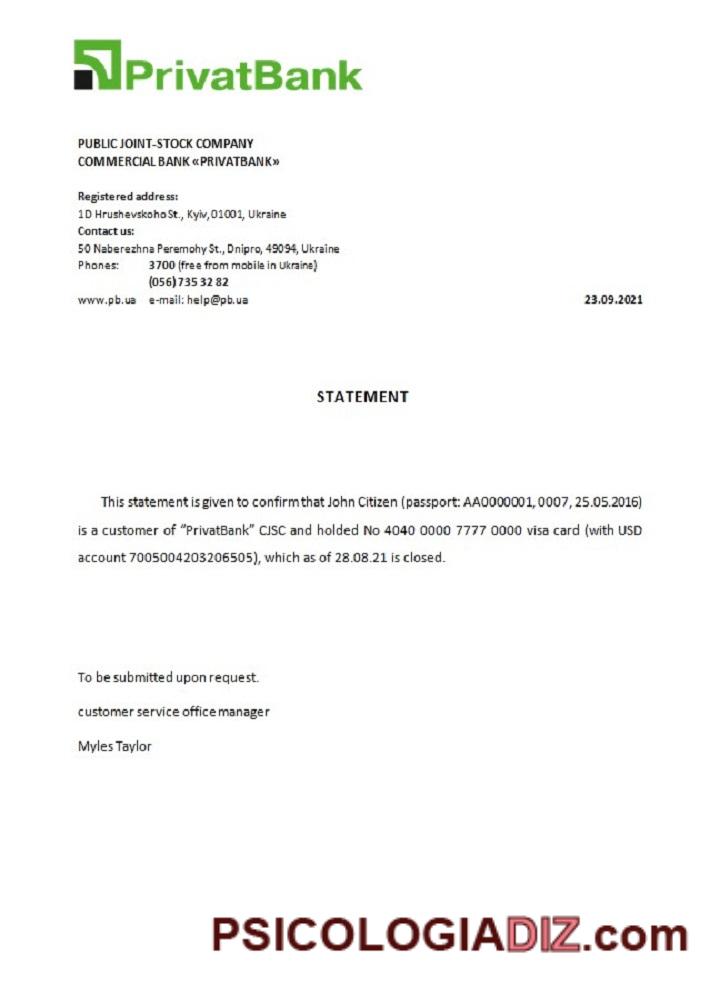 PrivatBank
PUBLIC JOINT-STOCK COMPANY
COMMERCIAL BANK «PRIVATBANK»
Registered address:
1D Hrushevskoho St., Kyiv, 01001, Ukraine
Contact us:
50 Naberezhna Peremohy St., Dnipro, 49094, Ukraine
Phones: 3700 (free from mobile in Ukraine)
(056) 735 32 82
www.pb.ua e-mail: help@pb.ua 23.09.2021
STATEMENT
This statement is given to confirm that John Citizen (passport: AA0000001, 0007, 25.05.2016)
is a customer of “PrivatBank” CJSC and holded No 4040 0000 7777 0000 visa card (with USD
account 7005004203206505), which as of 28.08.21 is closed.
To be submitted upon request.
customer service office manager
Myles Taylor
PSICOLOGIADIZ.com